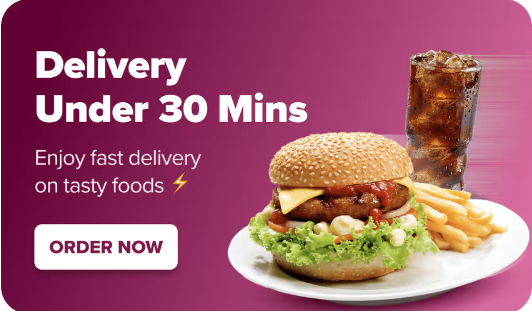 Delivery
Under 30 Mins
Enjoy fast delivery
on tasty foods ⚡
ORDER NOW